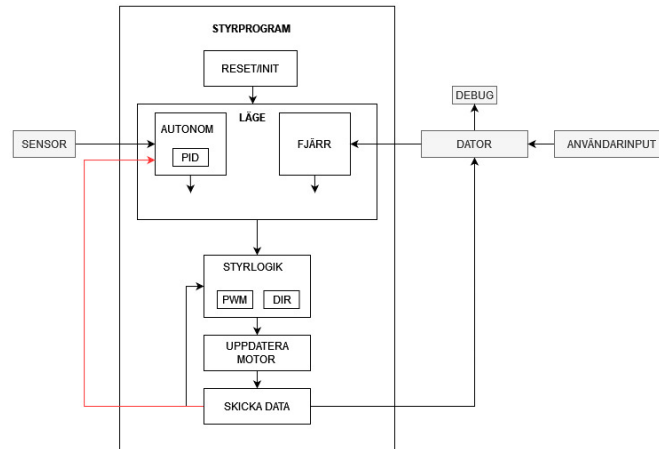 STYRPROGRAM
RESET/INIT
LÄGE
AUTONOM
PID
FJÄRR
SENSOR
DEBUG
DATOR
ANVÄNDARINPUT
STYRLOGIK
PWM
DIR
UPPDATERA
MOTOR
SKICKA DATA